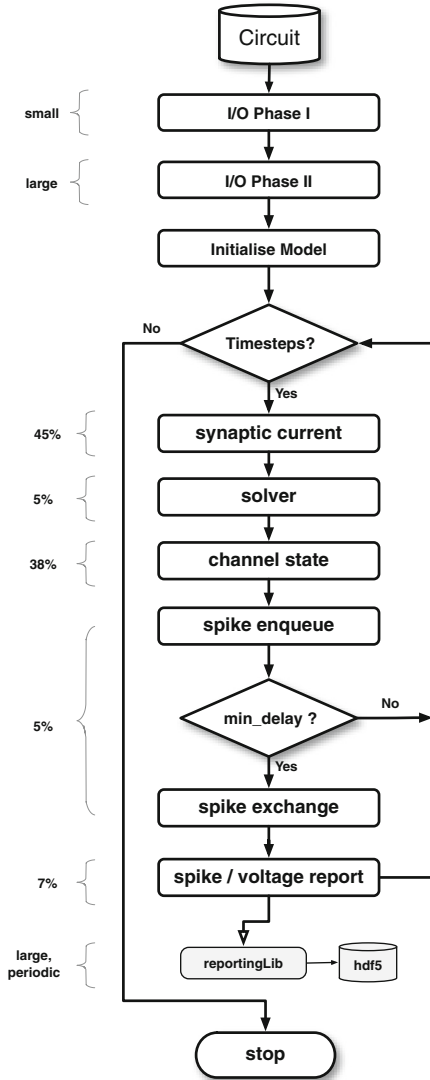 Circuit
small
I/O Phase I
large
I/O Phase II
Initialise Model
No
Timesteps?
Yes
45%
synaptic current
5%
solver
38%
channel state
spike enqueue
min_delay ?
No
5%
Yes
spike exchange
7%
spike / voltage report
large,
periodic
reportingLib
hdf5
stop